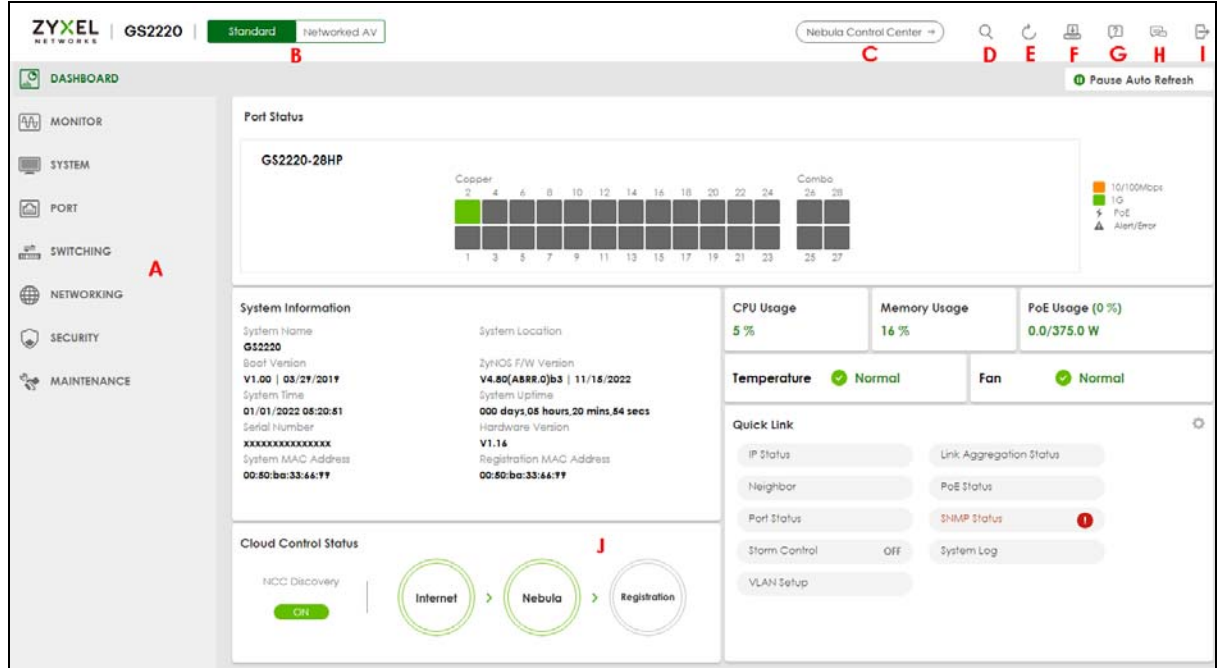 ZYXEL
NETWORKS
GS2220
Standard Networked AV
Nebula Control Center →
B C D E F G H I
DASHBOARD
Pause Auto Refresh
MONITOR
SYSTEM
PORT
SWITCHING
A
NETWORKING
SECURITY
MAINTENANCE
Port Status
GS2220-28HP
Copper Combo
2 4 6 8 10 12 14 16 18 20 22 24 26 28
1 3 5 7 9 11 13 15 17 19 21 23 25 27
10/100Mbps
1G
PoE
Alert/Error
System Information
System Name System Location
GS2220
Boot Version ZyNOS F/W Version
V1.00 | 03/29/2019 V4.80(ABRR.0)b3 | 11/15/2022
System Time System Uptime
01/01/2022 05:20:51 000 days,05 hours,20 mins,54 secs
Serial Number Hardware Version
xxxxxxxxxxxxxxx V1.16
System MAC Address Registration MAC Address
00:50:ba:33:66:99 00:50:ba:33:66:99
CPU Usage
5 %
Memory Usage
16 %
PoE Usage (0 %)
0.0/375.0 W
Temperature Normal
Fan Normal
Quick Link
IP Status Link Aggregation Status
Neighbor PoE Status
Port Status SNMP Status
Storm Control OFF System Log
VLAN Setup
Cloud Control Status
J
NCC Discovery
ON
Internet > Nebula > Registration